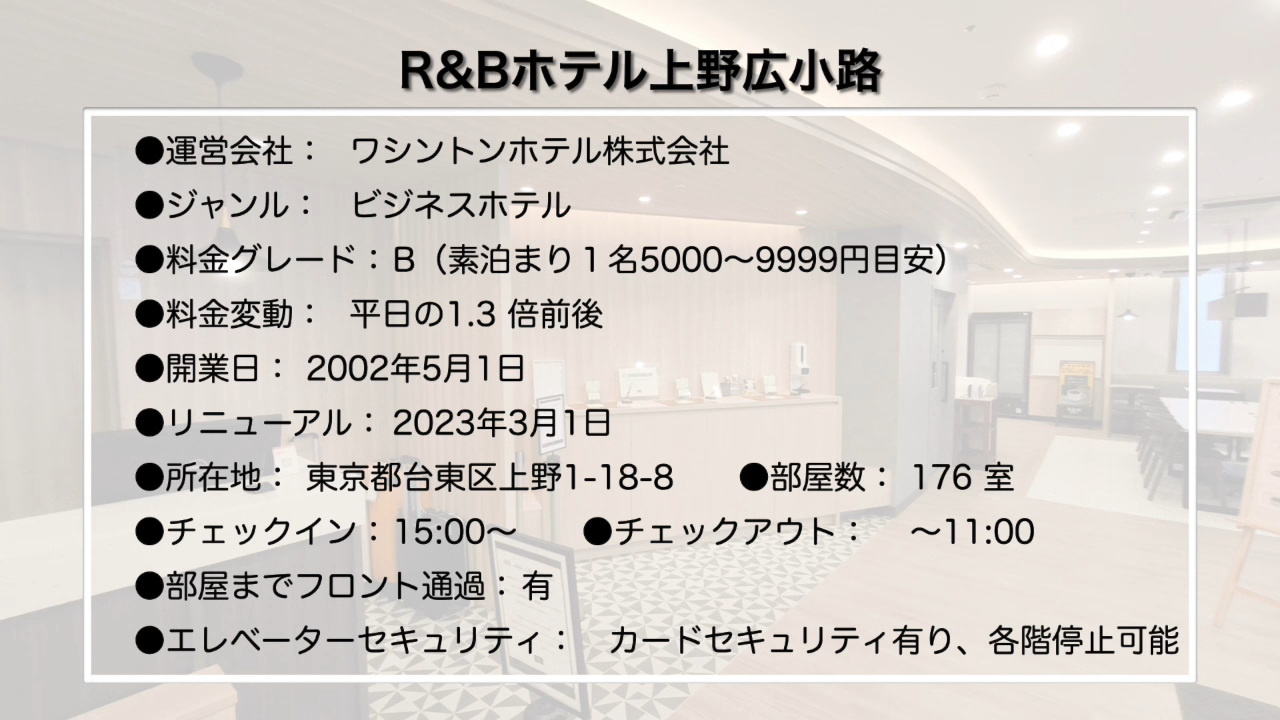 R&Bホテル上野広小路
●運営会社： ワシントンホテル株式会社
●ジャンル： ビジネスホテル
●料金グレード：B（素泊まり１名5000〜9999円目安）
●料金変動： 平日の1.3 倍前後
●開業日： 2002年5月1日
●リニューアル：2023年3月1日
●所在地： 東京都台東区上野1-18-8 ●部屋数： 176 室
●チェックイン：15:00〜 ●チェックアウト： 〜11:00
●部屋までフロント通過：有
●エレベーターセキュリティ： カードセキュリティ有り、各階停止可能